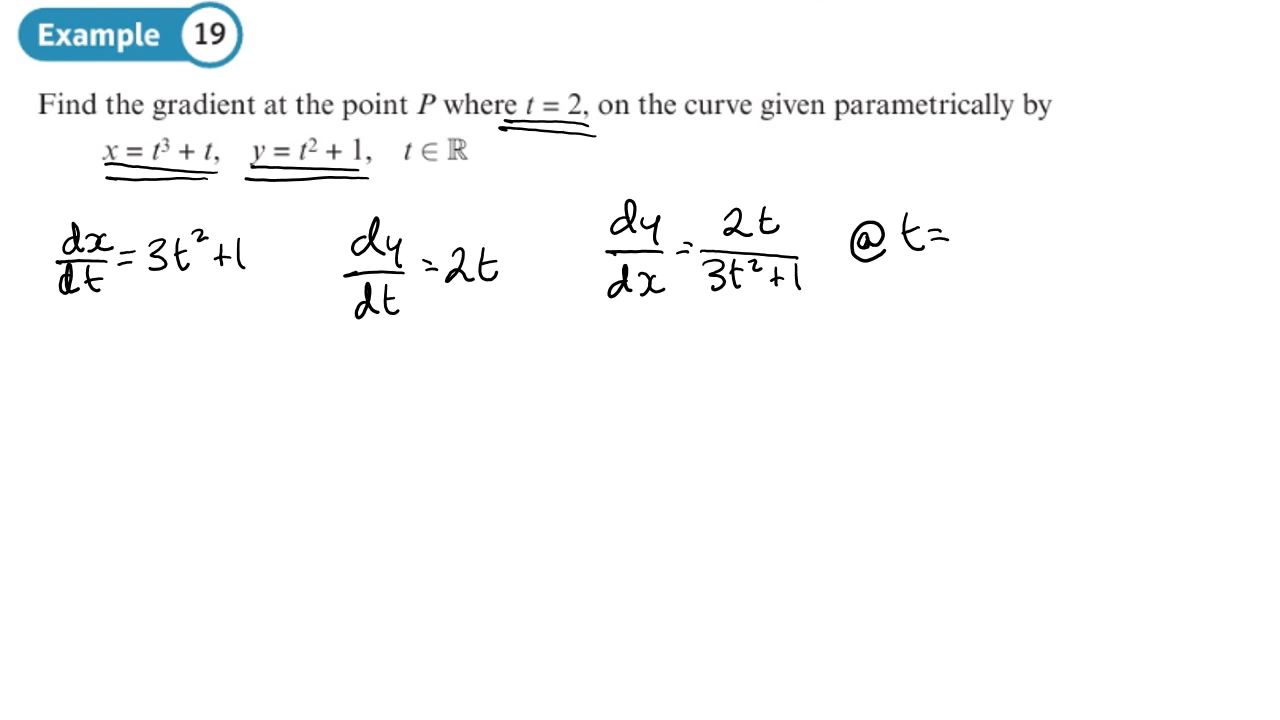 Example 19
Find the gradient at the point P where t = 2, on the curve given parametrically by
x = t³ + t, y = t² + 1, t ∈ ℝ
dx/dt = 3t² + 1 dy/dt = 2t dy/dx = 2t/(3t² + 1) @ t =